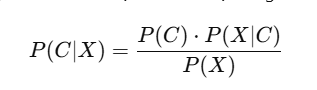 P(C|X) = P(C) · P(X|C) / P(X)